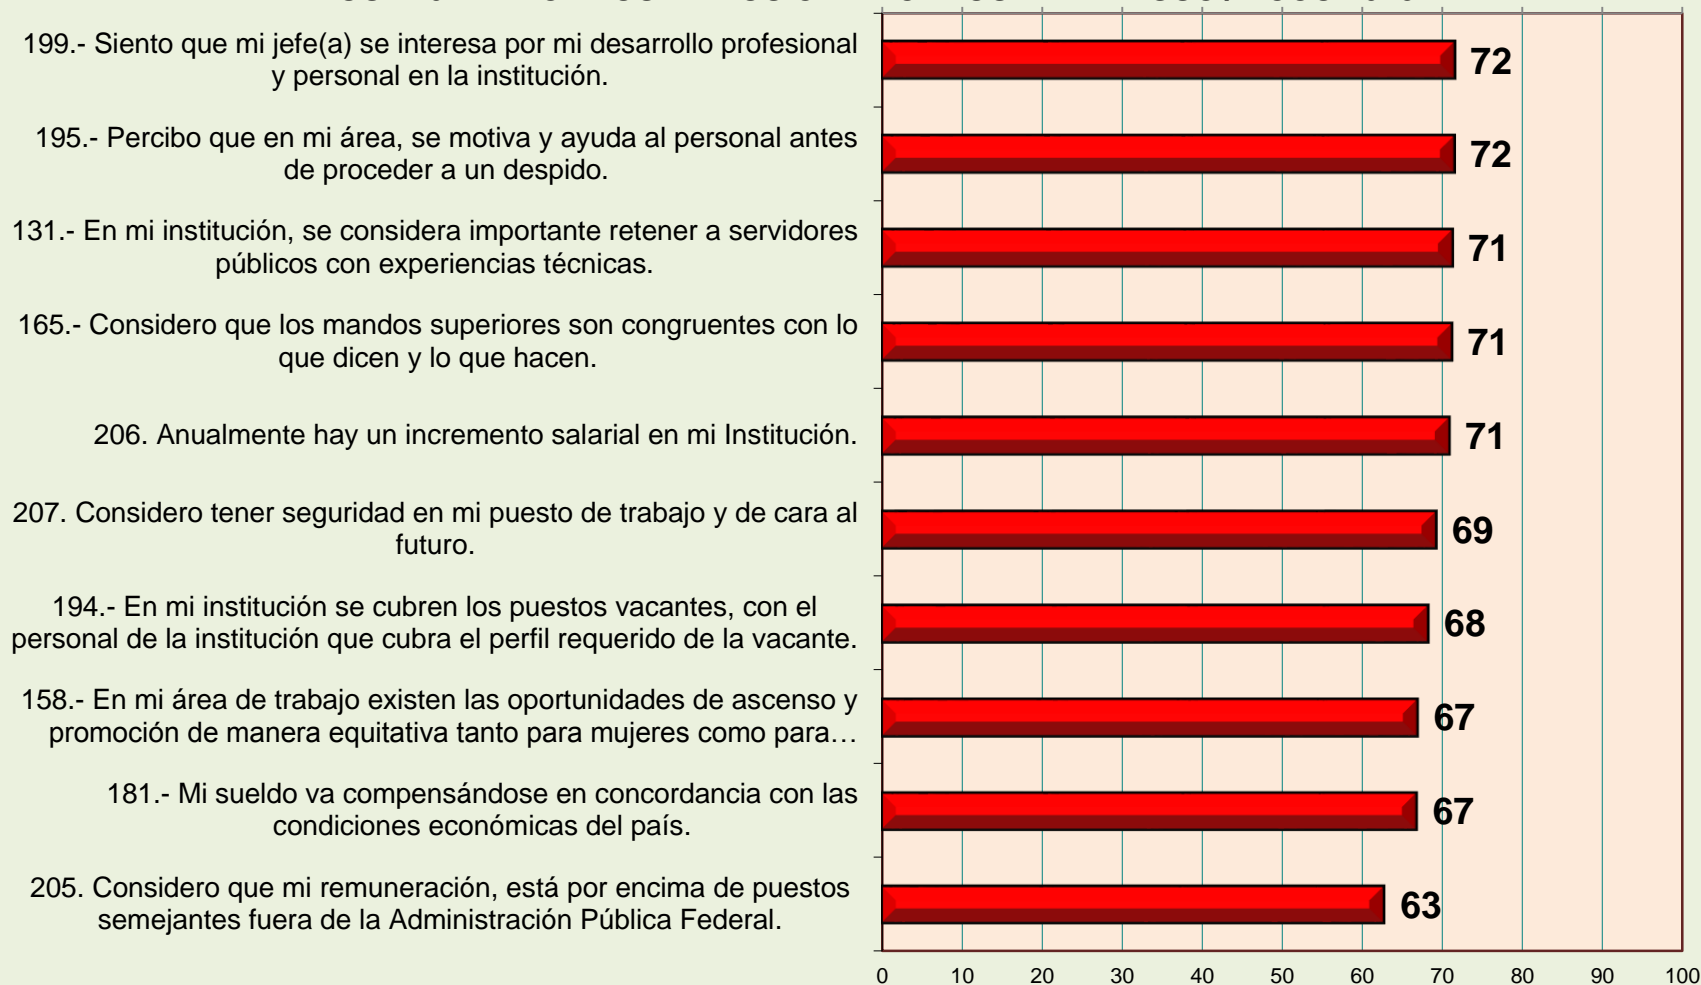 199.- Siento que mi jefe(a) se interesa por mi desarrollo profesional
y personal en la institución.
72
195.- Percibo que en mi área, se motiva y ayuda al personal antes
de proceder a un despido.
72
131.- En mi institución, se considera importante retener a servidores
públicos con experiencias técnicas.
71
165.- Considero que los mandos superiores son congruentes con lo
que dicen y lo que hacen.
71
206. Anualmente hay un incremento salarial en mi Institución.
71
207. Considero tener seguridad en mi puesto de trabajo y de cara al
futuro.
69
194.- En mi institución se cubren los puestos vacantes, con el
personal de la institución que cubra el perfil requerido de la vacante.
68
158.- En mi área de trabajo existen las oportunidades de ascenso y
promoción de manera equitativa tanto para mujeres como para…
67
181.- Mi sueldo va compensándose en concordancia con las
condiciones económicas del país.
67
205. Considero que mi remuneración, está por encima de puestos
semejantes fuera de la Administración Pública Federal.
63
0 10 20 30 40 50 60 70 80 90 100